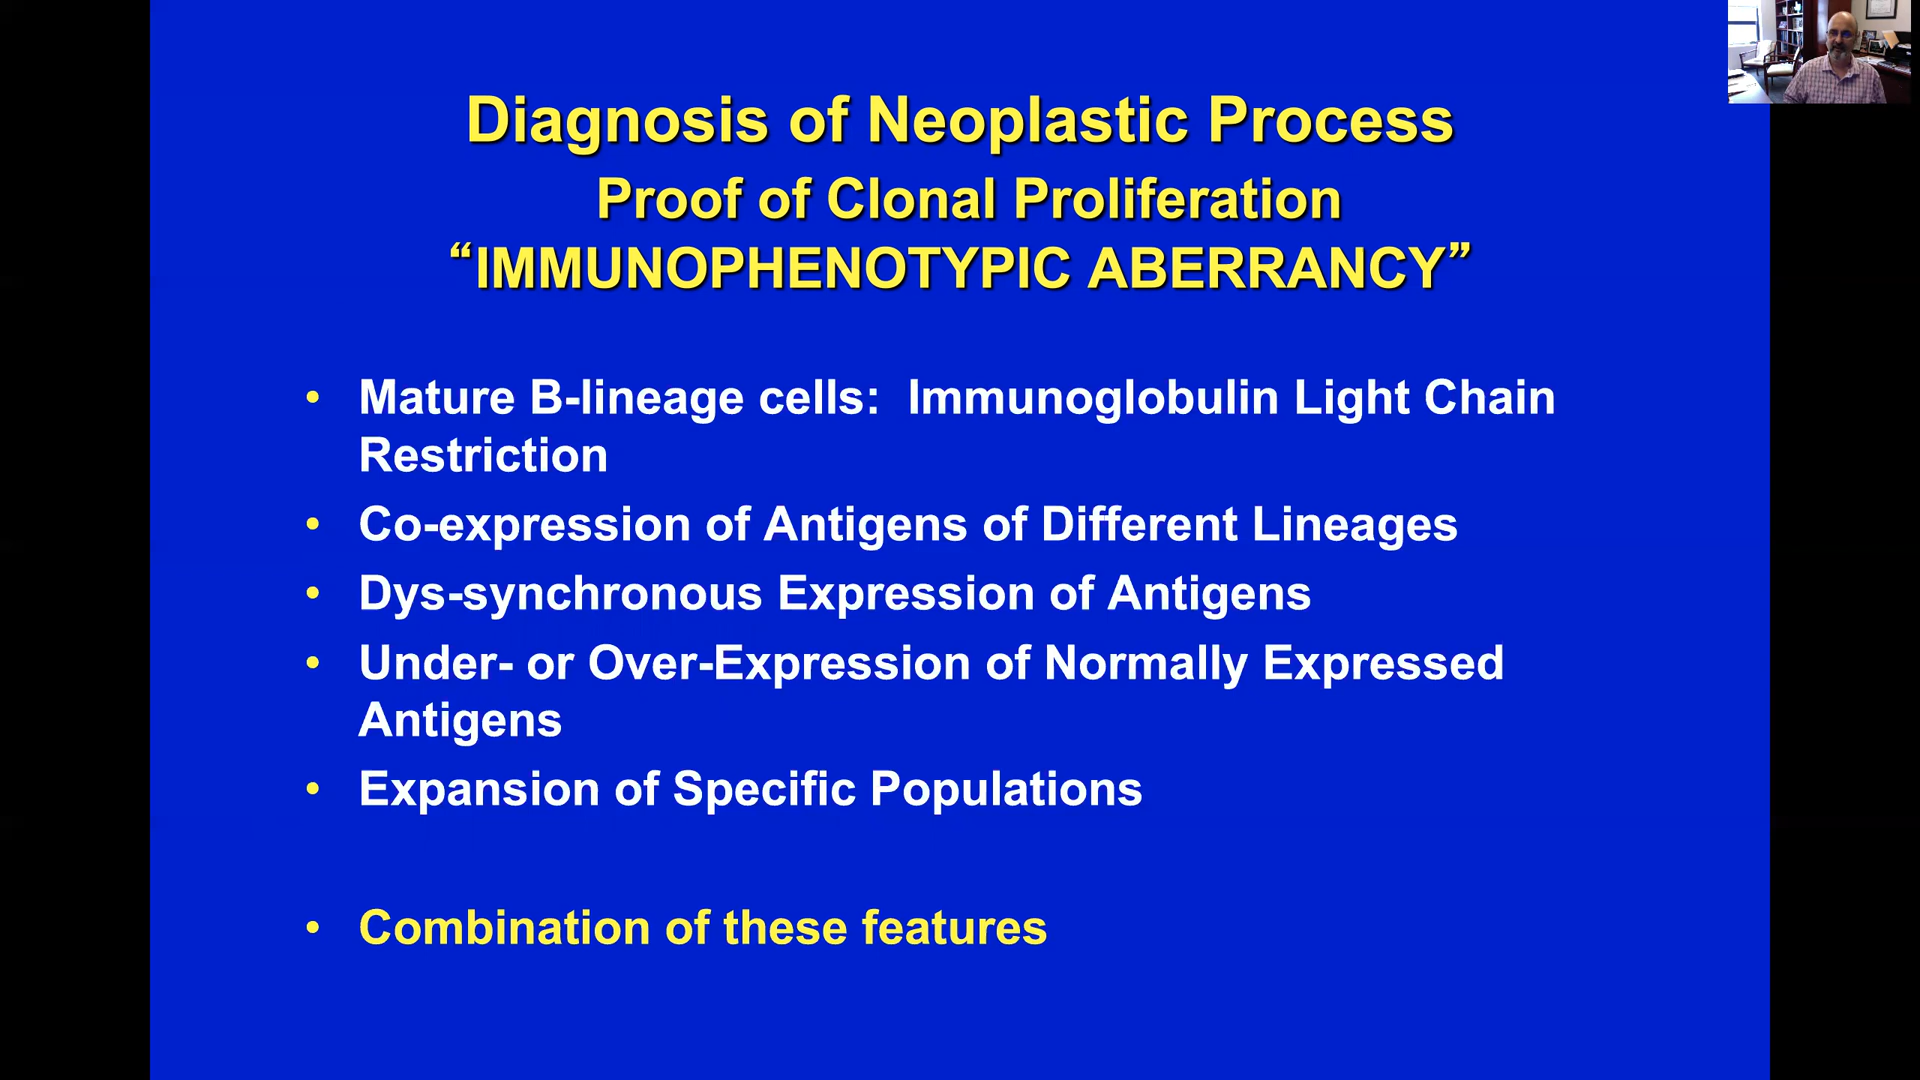 Diagnosis of Neoplastic Process
Proof of Clonal Proliferation
“IMMUNOPHENOTYPIC ABERRANCY”
• Mature B-lineage cells: Immunoglobulin Light Chain
Restriction
• Co-expression of Antigens of Different Lineages
• Dys-synchronous Expression of Antigens
• Under- or Over-Expression of Normally Expressed
Antigens
• Expansion of Specific Populations
• Combination of these features